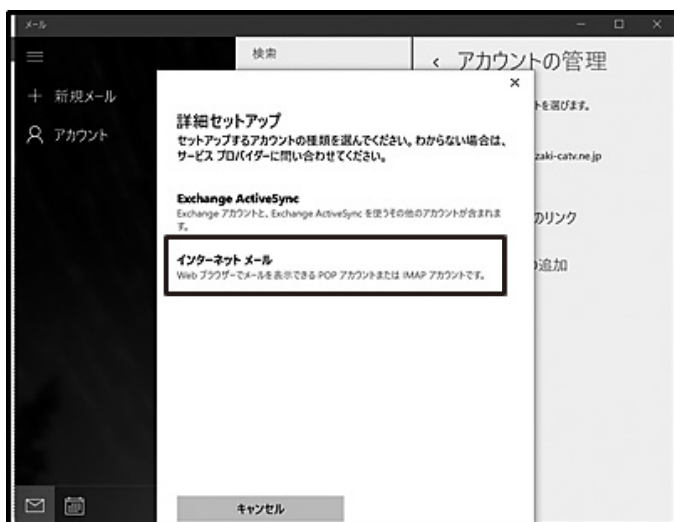 メール
検索
アカウントの管理
＋ 新規メール
アカウント
トを選びます。
zaki-catv.ne.jp
のリンク
追加
詳細セットアップ
セットアップするアカウントの種類を選んでください。わからない場合は、
サービス プロバイダーに問い合わせてください。
Exchange ActiveSync
Exchange アカウントと、Exchange ActiveSync を使うその他のアカウントが含まれま
す。
インターネット メール
Web ブラウザーでメールを表示できる POP アカウントまたは IMAP アカウントです。
キャンセル